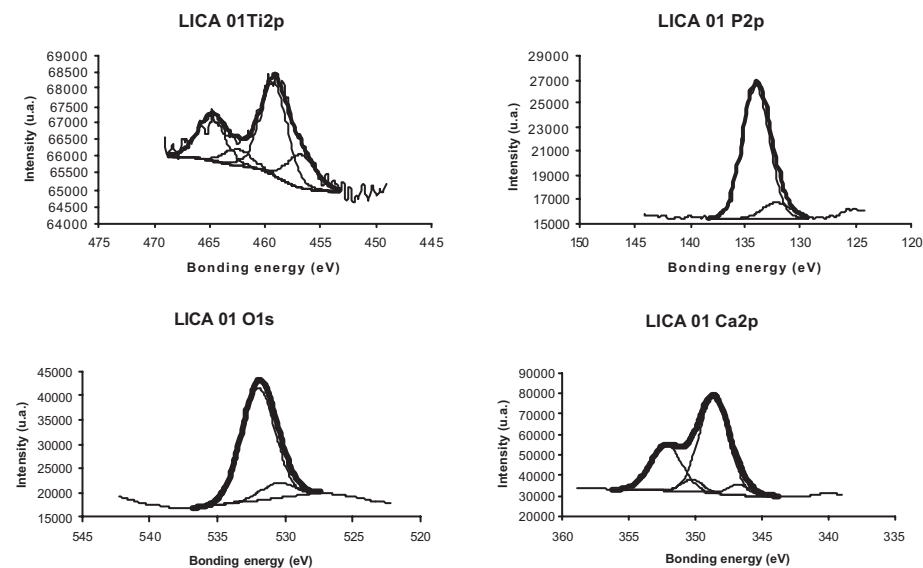 LICA 01Ti2p
Intensity (u.a.)
69000
68500
68000
67500
67000
66500
66000
65500
65000
64500
64000
475 470 465 460 455 450 445
Bonding energy (eV)
LICA 01 P2p
Intensity (u.a.)
29000
27000
25000
23000
21000
19000
17000
15000
150 145 140 135 130 125 120
Bonding energy (eV)
LICA 01 O1s
Intensity (u.a.)
45000
40000
35000
30000
25000
20000
15000
545 540 535 530 525 520
Bonding energy (eV)
LICA 01 Ca2p
Intensity (u.a.)
90000
80000
70000
60000
50000
40000
30000
20000
360 355 350 345 340 335
Bonding energy (eV)